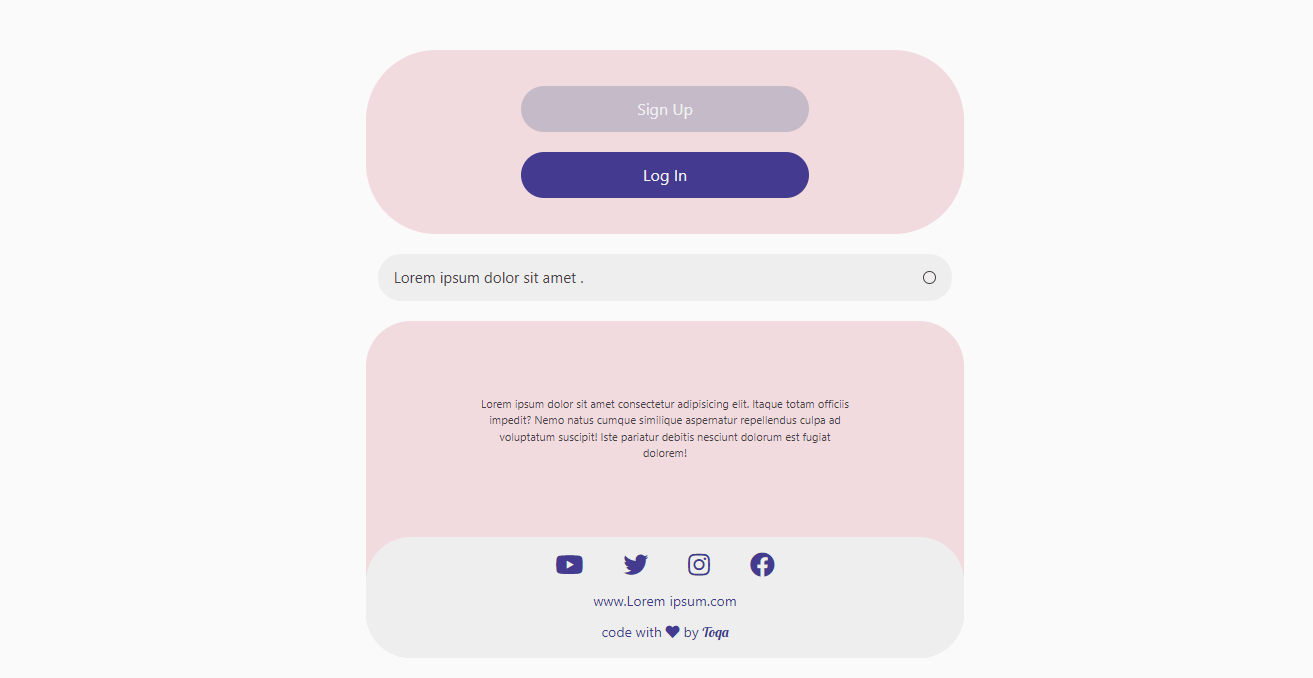 Sign Up
Log In
Lorem ipsum dolor sit amet .
Lorem ipsum dolor sit amet consectetur adipisicing elit. Itaque totam officiis
impedit? Nemo natus cumque similique aspernatur repellendus culpa ad
voluptatum suscipit! Iste pariatur debitis nesciunt dolorum est fugiat
dolorem!
www.Lorem ipsum.com
code with by Toqa